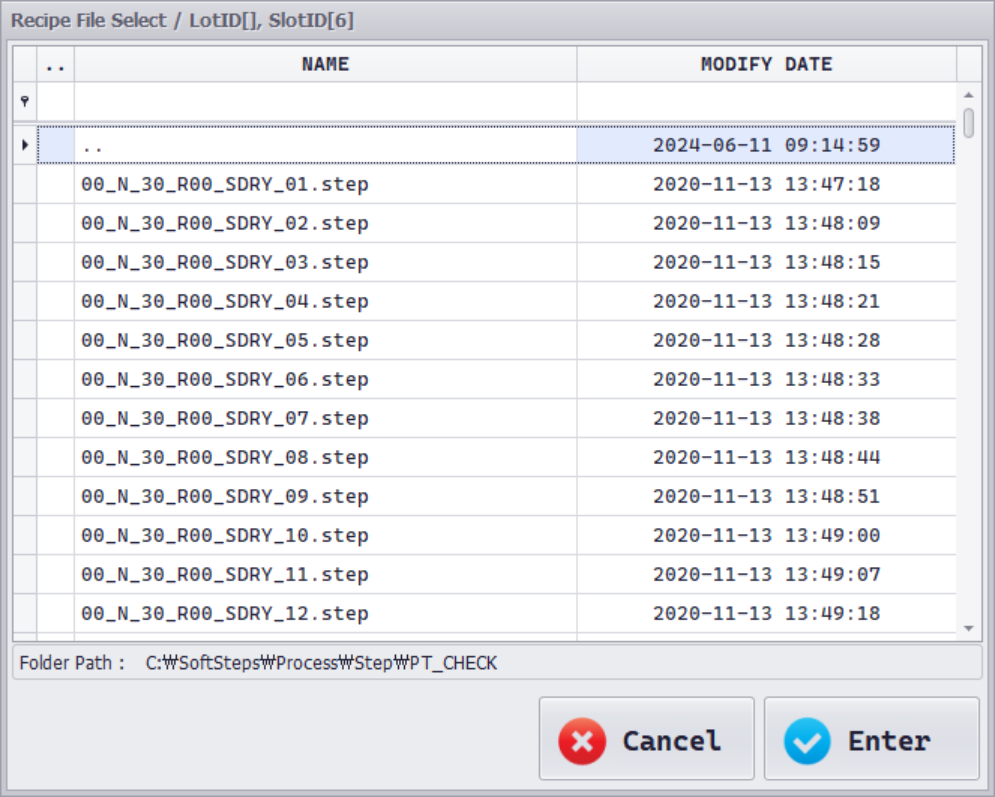 Recipe File Select / LotID[], SlotID[6]
.. NAME MODIFY DATE
.. 2024-06-11 09:14:59
00_N_30_R00_SDRY_01.step 2020-11-13 13:47:18
00_N_30_R00_SDRY_02.step 2020-11-13 13:48:09
00_N_30_R00_SDRY_03.step 2020-11-13 13:48:15
00_N_30_R00_SDRY_04.step 2020-11-13 13:48:21
00_N_30_R00_SDRY_05.step 2020-11-13 13:48:28
00_N_30_R00_SDRY_06.step 2020-11-13 13:48:33
00_N_30_R00_SDRY_07.step 2020-11-13 13:48:38
00_N_30_R00_SDRY_08.step 2020-11-13 13:48:44
00_N_30_R00_SDRY_09.step 2020-11-13 13:48:51
00_N_30_R00_SDRY_10.step 2020-11-13 13:49:00
00_N_30_R00_SDRY_11.step 2020-11-13 13:49:07
00_N_30_R00_SDRY_12.step 2020-11-13 13:49:18
Folder Path : C:₩SoftSteps₩Process₩Step₩PT_CHECK
Cancel Enter